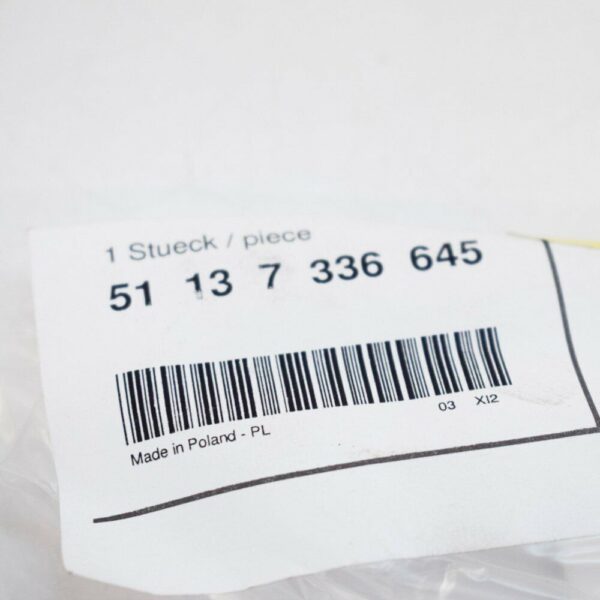 1 Stueck / piece
51 13 7 336 645
03 XI2
Made in Poland - PL